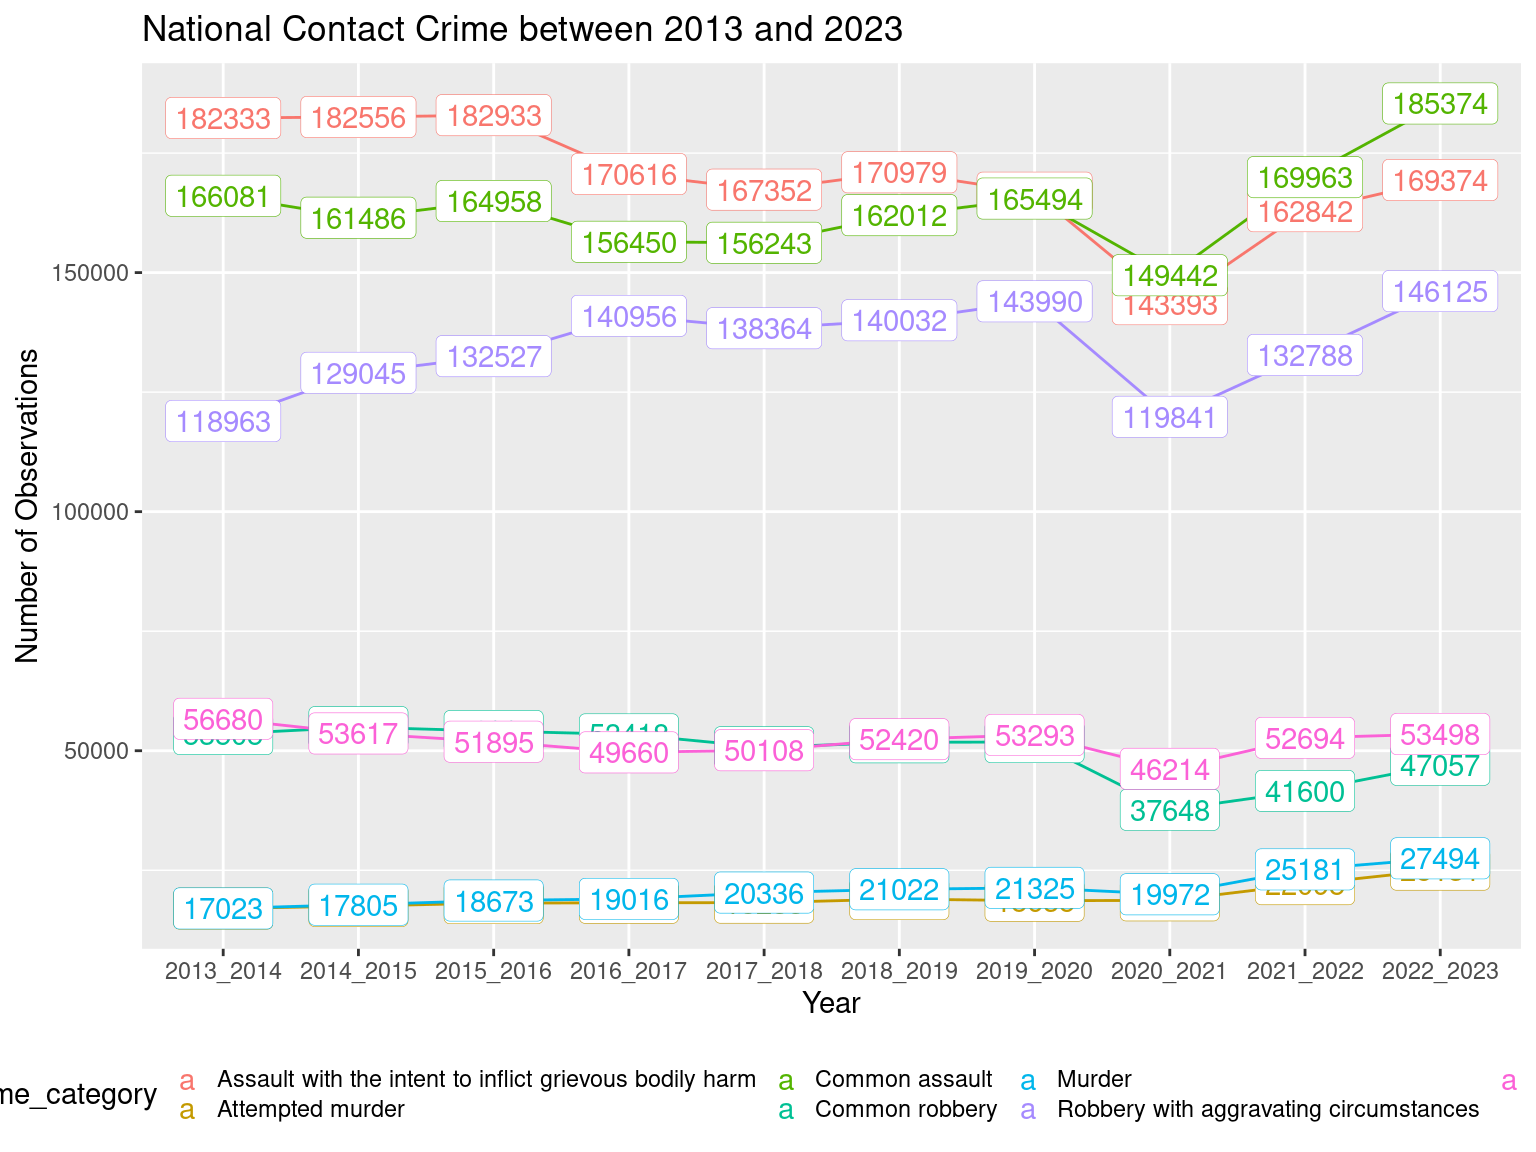 National Contact Crime between 2013 and 2023
182333 182556 182933 170616 167352 170979 165494 149442 169963 185374
166081 161486 164958 156450 156243 162012 143393 162842 169374
118963 129045 132527 140956 138364 140032 143990 119841 132788 146125
56680 53617 51895 49660 50108 52420 53293 46214 52694 53498
37648 41600 47057
17023 17805 18673 19016 20336 21022 21325 19972 25181 27494
150000
100000
50000
Number of Observations
2013_2014 2014_2015 2015_2016 2016_2017 2017_2018 2018_2019 2019_2020 2020_2021 2021_2022 2022_2023
Year
me_category
a Assault with the intent to inflict grievous bodily harm a Common assault a Murder a
a Attempted murder a Common robbery a Robbery with aggravating circumstances